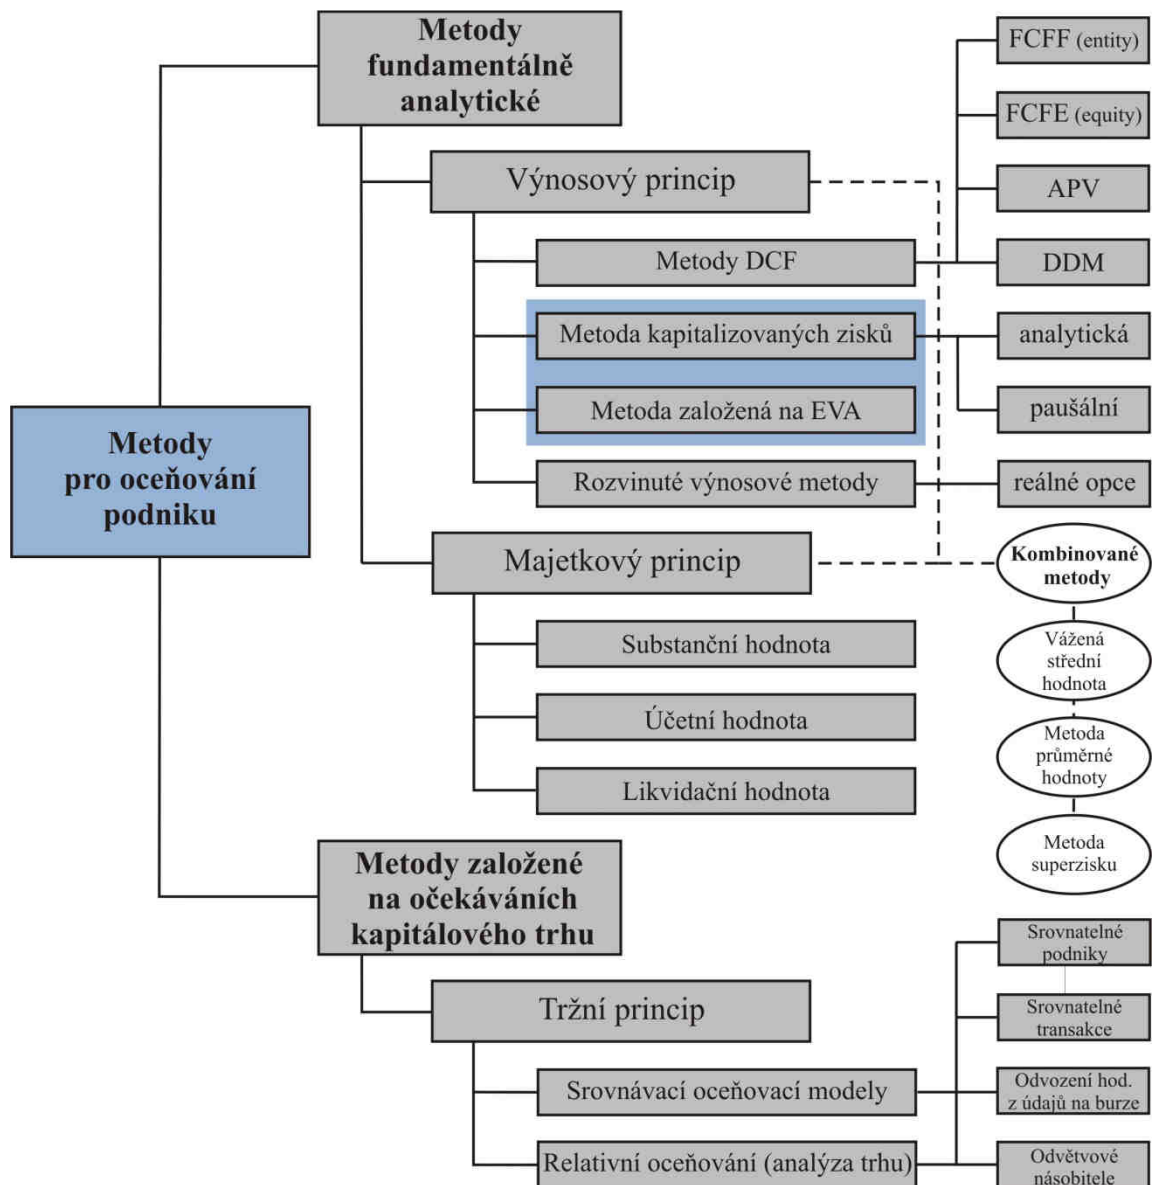 Metody
fundamentálně
analytické
FCFF (entity)
FCFE (equity)
Výnosový princip
APV
Metody DCF
DDM
Metoda kapitalizovaných zisků
analytická
Metoda založená na EVA
paušální
Metody
pro oceňování
podniku
Rozvinuté výnosové metody
reálné opce
Majetkový princip
Kombinované
metody
Substanční hodnota
Vážená
střední
hodnota
Účetní hodnota
Metoda
průměrné
hodnoty
Likvidační hodnota
Metoda
superzisku
Metody založené
na očekáváních
kapitálového trhu
Srovnatelné
podniky
Tržní princip
Srovnatelné
transakce
Srovnávací oceňovací modely
Odvození hod.
z údajů na burze
Relativní oceňování (analýza trhu)
Odvětvové
násobitele